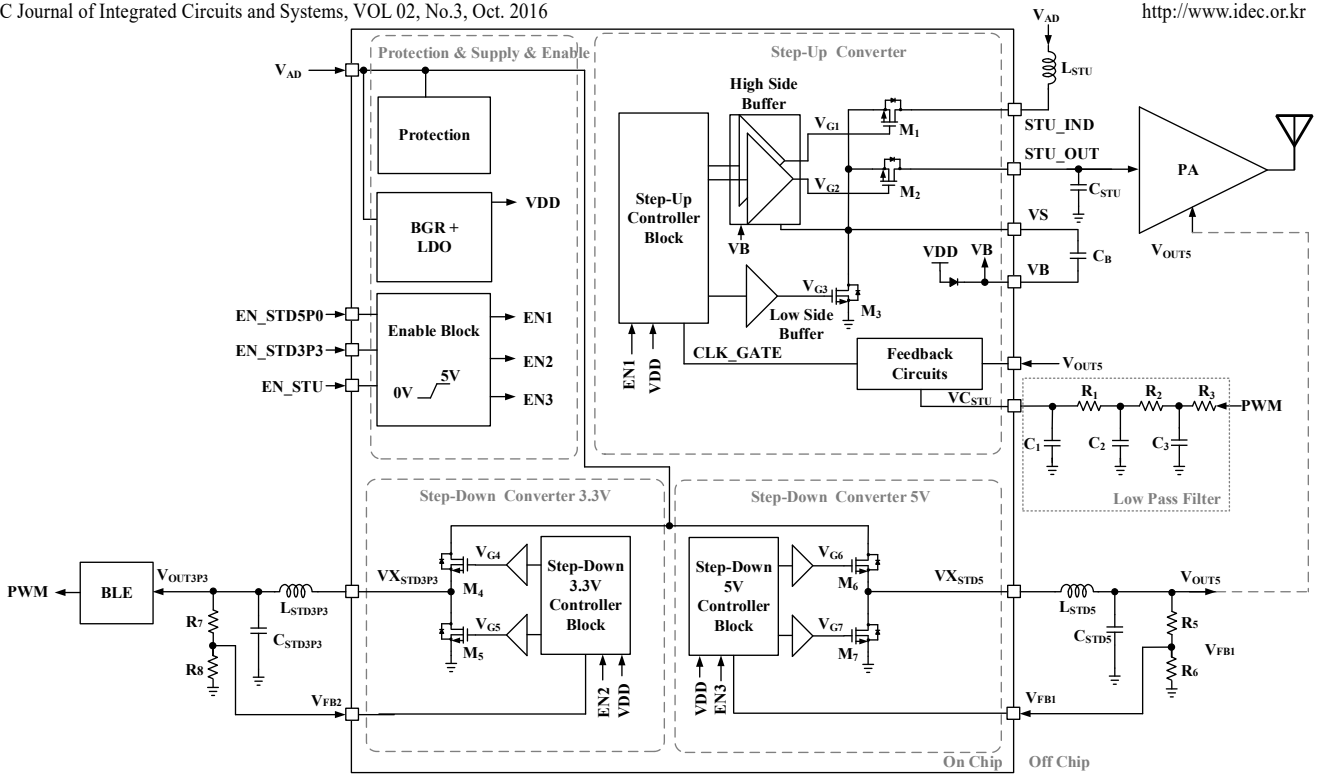 C Journal of Integrated Circuits and Systems, VOL 02, No.3, Oct. 2016
http://www.idec.or.kr
Protection & Supply & Enable
VAD
Protection
BGR +
LDO
VDD
EN_STD5P0
EN_STD3P3
EN_STU
Enable Block
0V
5V
EN1
EN2
EN3
Step-Up Converter
High Side
Buffer
Step-Up
Controller
Block
VB
VG1
M1
VG2
M2
VG3
M3
Low Side
Buffer
EN1
VDD
CLK_GATE
Feedback
Circuits
VCSTU
VDD
VB
VAD
LSTU
STU_IND
STU_OUT
CSTU
VS
CB
VB
PA
VOUT5
VOUT5
R1
R2
R3
PWM
C1
C2
C3
Low Pass Filter
Step-Down Converter 3.3V
Step-Down Converter 5V
PWM
BLE
VOUT3P3
LSTD3P3
CSTD3P3
R7
R8
VFB2
VXSTD3P3
VG4
M4
VG5
M5
Step-Down
3.3V
Controller
Block
EN2
VDD
Step-Down
5V
Controller
Block
VDD
EN3
VG6
M6
VG7
M7
VXSTD5
LSTD5
CSTD5
VOUT5
R5
R6
VFB1
VFB1
On Chip
Off Chip